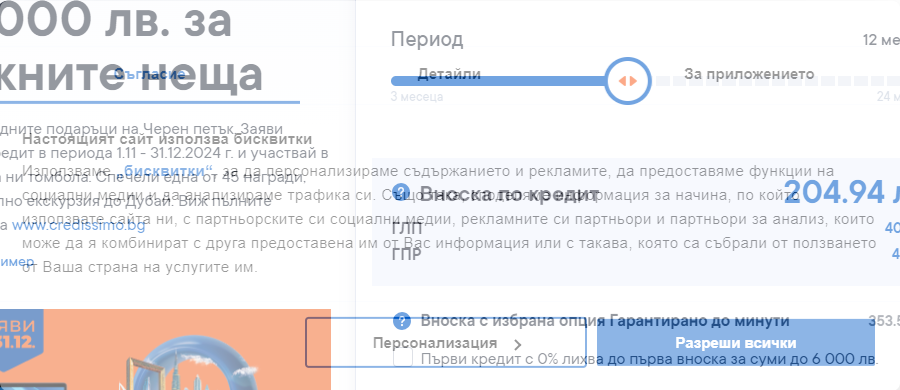 000 лв. за
кните неща
Съгласие
Детайли
За приложението
Период
12 ме
3 месеца
24 м
дните подаръци на Черен петък. Заяви
едит в периода 1.11 - 31.12.2024 г. и участвай в
ни томбола. Спечели една от 45 награди,
лно екскурзия до Дубай. Виж пълните
а www.credissimo.bg
имер
Настоящият сайт използва бисквитки
Използваме „бисквитки“, за да персонализираме съдържанието и рекламите, да предоставяме функции на
социални медии и да анализираме трафика си. Също
информация за начина, по който
използвате сайта ни, с партньорските си социални медии, рекламните си партньори и партньори за анализ, които
може да я комбинират с друга предоставена им от Вас информация или с такава, която са събрали от ползването
от Ваша страна на услугите им.
Вноска по кредит
204.94 л
ГЛП
40
ГПР
4
Вноска с избрана опция Гарантирано до минути
353.5
Първи кредит с 0% лихва до първа вноска за суми до 6 000 лв.
Персонализация
Разреши всички
ЯВИ
31.12.